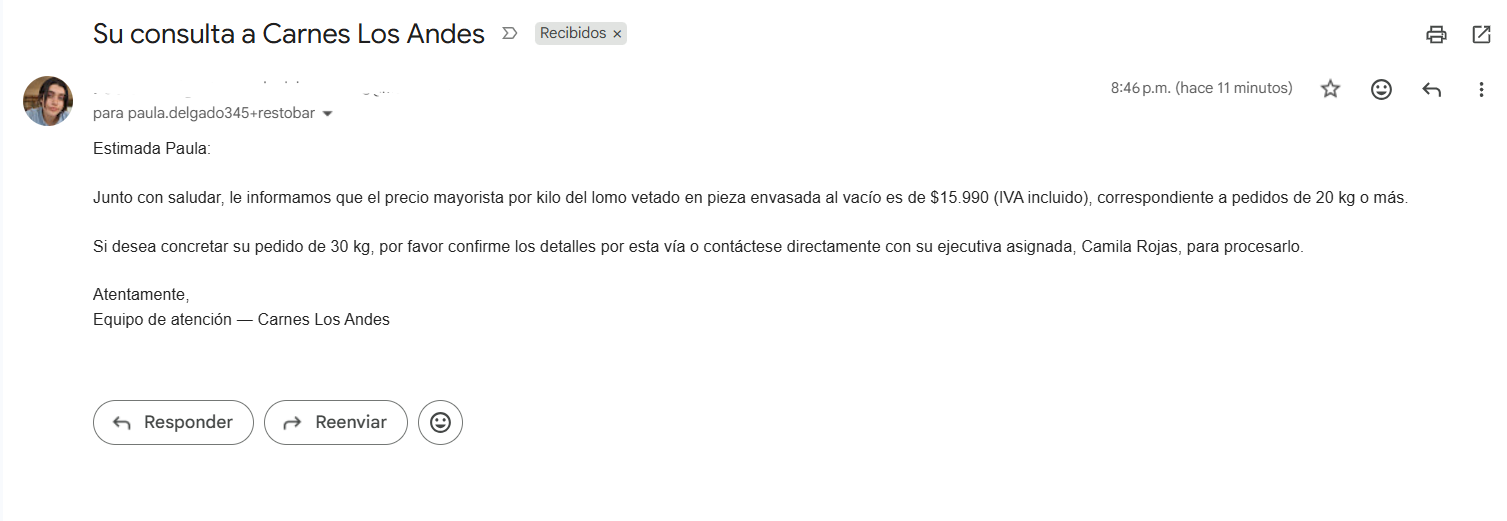 Su consulta a Carnes Los Andes
Recibidos ×
8:46 p.m. (hace 11 minutos)
para paula.delgado345+restobar
Estimada Paula:
Junto con saludar, le informamos que el precio mayorista por kilo del lomo vetado en pieza envasada al vacío es de $15.990 (IVA incluido), correspondiente a pedidos de 20 kg o más.
Si desea concretar su pedido de 30 kg, por favor confirme los detalles por esta vía o contáctese directamente con su ejecutiva asignada, Camila Rojas, para procesarlo.
Atentamente,
Equipo de atención — Carnes Los Andes
Responder
Reenviar